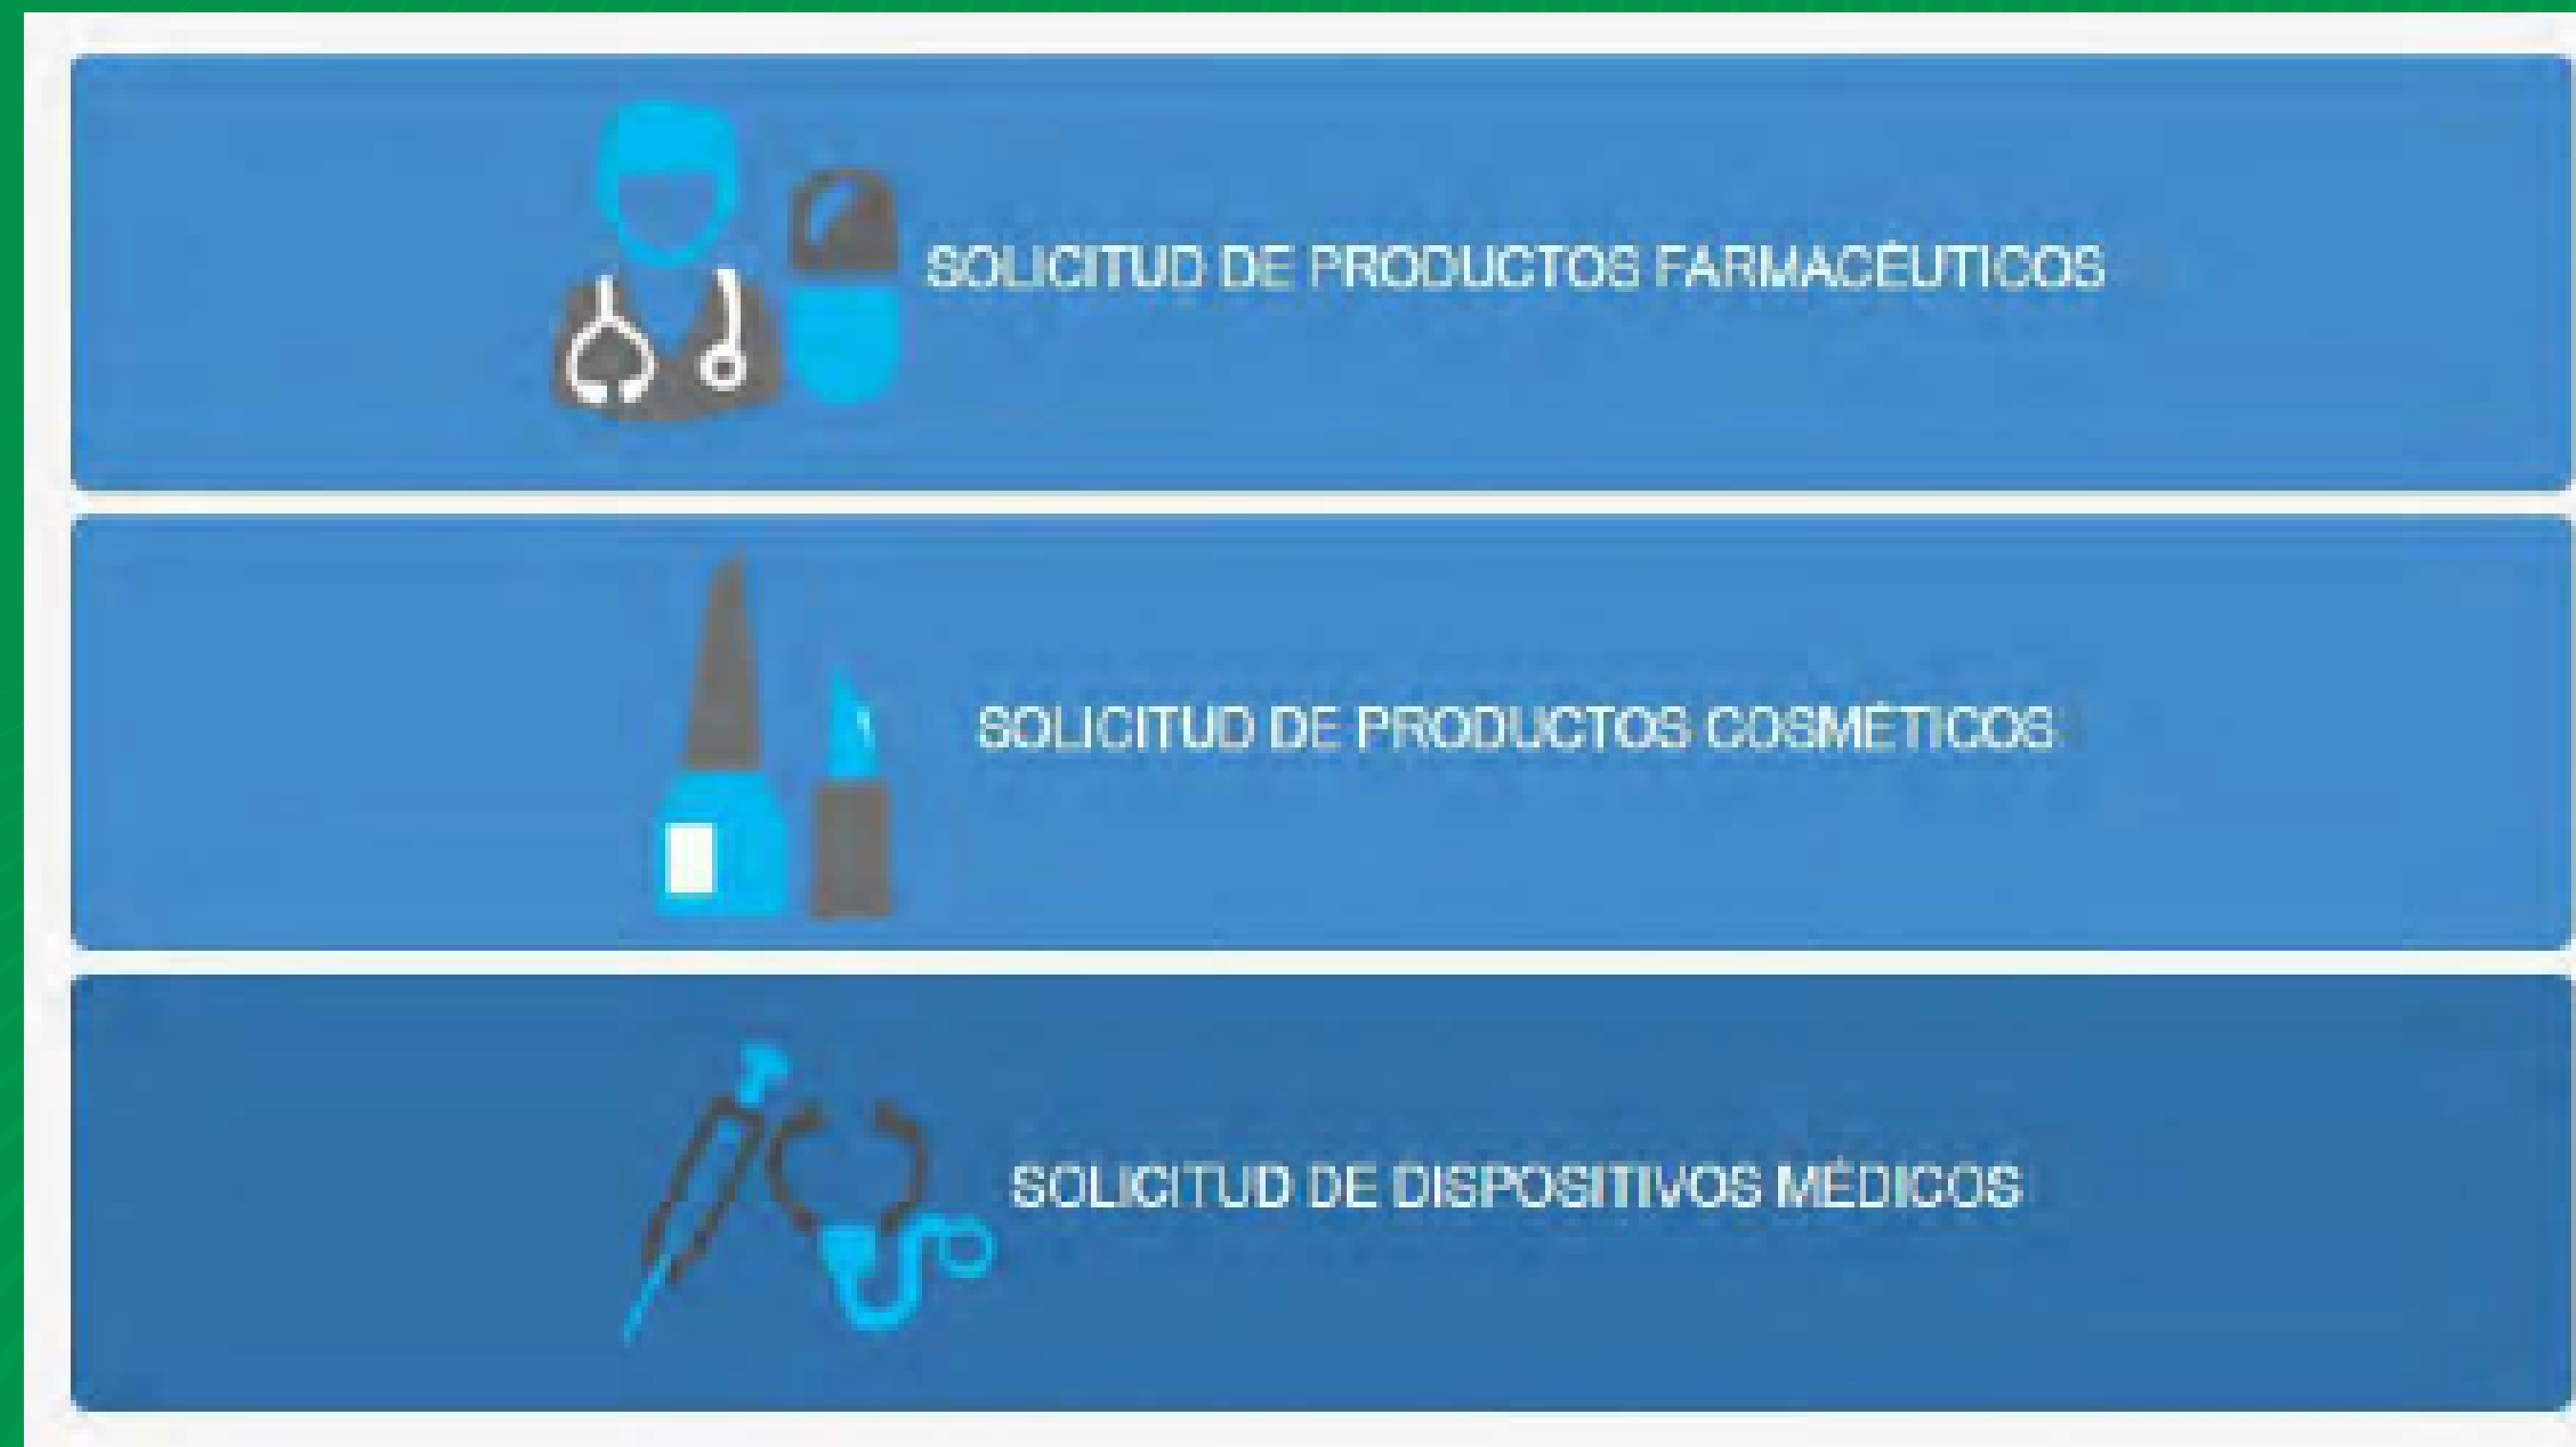 SOLICITUD DE PRODUCTOS FARMACÉUTICOS
SOLICITUD DE PRODUCTOS COSMÉTICOS
SOLICITUD DE DISPOSITIVOS MÉDICOS